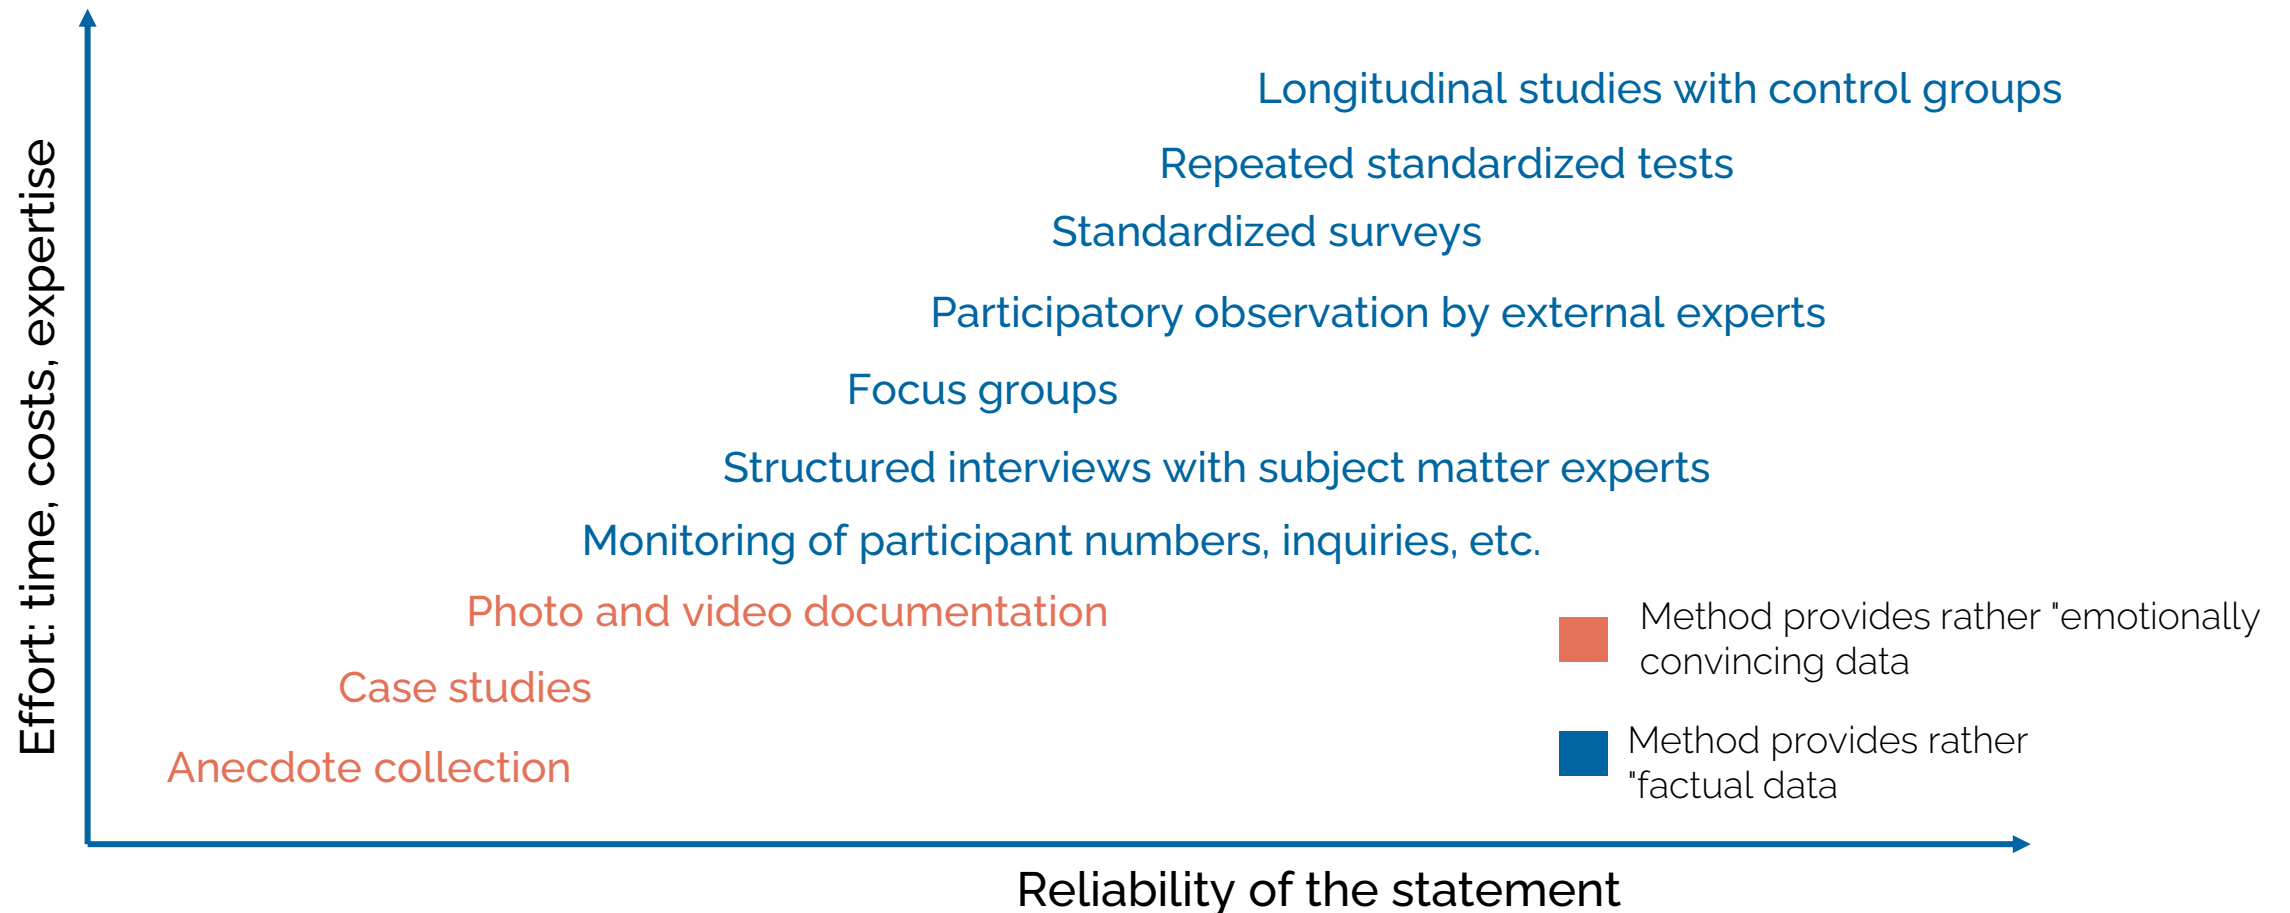 Effort: time, costs, expertise
Longitudinal studies with control groups
Repeated standardized tests
Standardized surveys
Participatory observation by external experts
Focus groups
Structured interviews with subject matter experts
Monitoring of participant numbers, inquiries, etc.
Photo and video documentation
Case studies
Anecdote collection
Method provides rather "emotionally
convincing data
Method provides rather
"factual data
Reliability of the statement